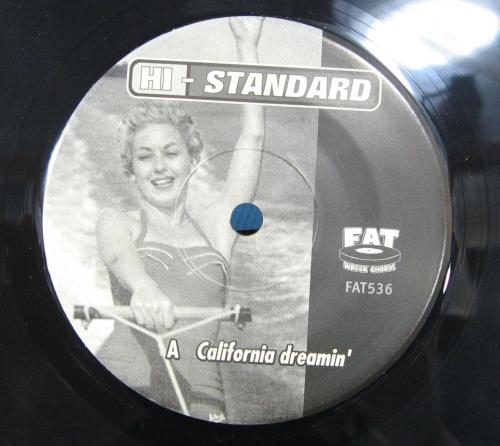 HI-STANDARD
FAT
WRECK CHORDS
FAT536
A California dreamin'